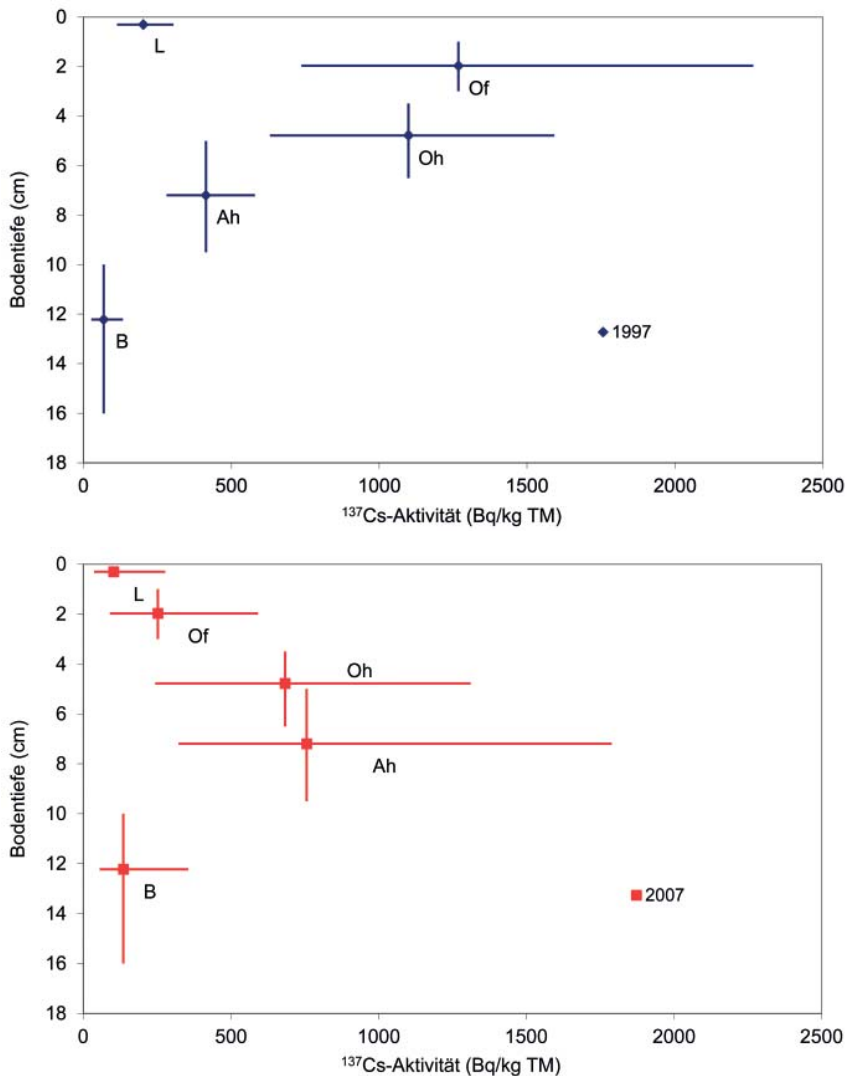 0
2
4
6
8
10
12
14
16
18
Bodentiefe (cm)
L
Of
Oh
Ah
B
1997
0 500 1000 1500 2000 2500
137Cs-Aktivität (Bq/kg TM)
0
2
4
6
8
10
12
14
16
18
Bodentiefe (cm)
L
Of
Oh
Ah
B
2007
0 500 1000 1500 2000 2500
137Cs-Aktivität (Bq/kg TM)